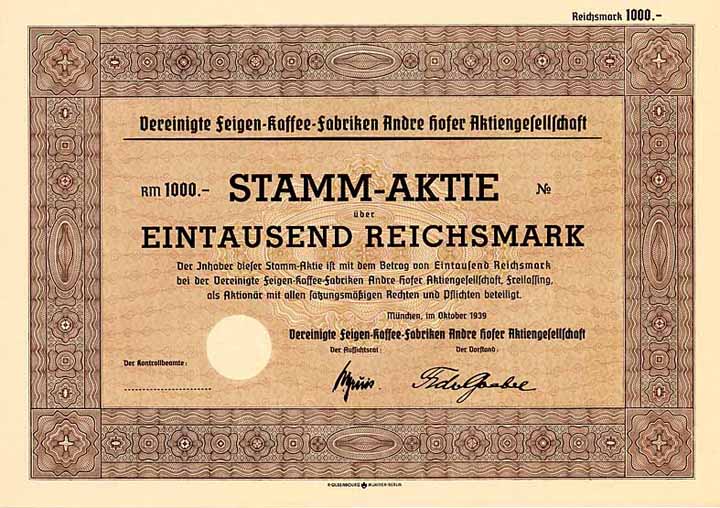 Reichsmark 1000.-
Vereinigte Feigen-Kaffee-Fabriken Andre Hofer Aktiengesellschaft
RM 1000.- STAMM-AKTIE №
über
EINTAUSEND REICHSMARK
Der Inhaber dieser Stamm-Aktie ist mit dem Betrag von Eintausend Reichsmark
bei der Vereinigte Feigen-Kaffee-Fabriken Andre Hofer Aktiengesellschaft, Freilassing,
als Aktionär mit allen satzungsmäßigen Rechten und Pflichten beteiligt.
München, im Oktober 1939
Vereinigte Feigen-Kaffee-Fabriken Andre Hofer Aktiengesellschaft
Der Aufsichtsrat: Der Vorstand:
Der Kontrollbeamte:
R·OLDENBOURG MÜNCHEN-BERLIN